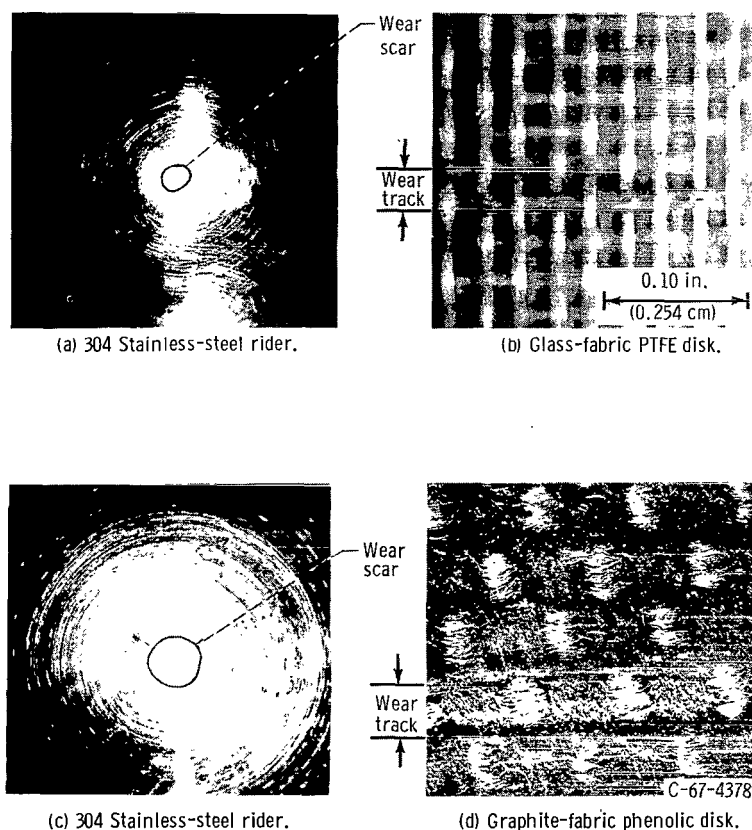 Wear
scar
Wear
track
0.10 in.
(0.254 cm)
(a) 304 Stainless-steel rider.
(b) Glass-fabric PTFE disk.
Wear
scar
Wear
track
C-67-4378
(c) 304 Stainless-steel rider.
(d) Graphite-fabric phenolic disk.